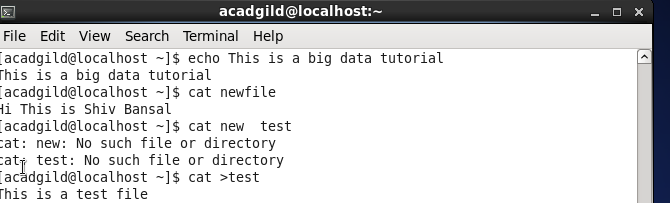 acadgild@localhost:~
File Edit View Search Terminal Help
[acadgild@localhost ~]$ echo This is a big data tutorial
This is a big data tutorial
[acadgild@localhost ~]$ cat newfile
Hi This is Shiv Bansal
[acadgild@localhost ~]$ cat new  test
cat: new: No such file or directory
cat: test: No such file or directory
[acadgild@localhost ~]$ cat >test
This is a test file